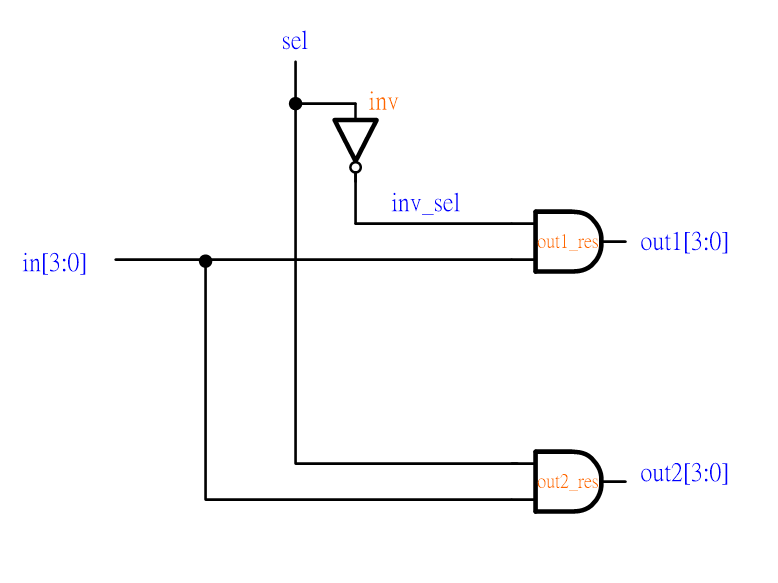 sel
inv
inv_sel
out1_res
out1[3:0]
in[3:0]
out2_res
out2[3:0]